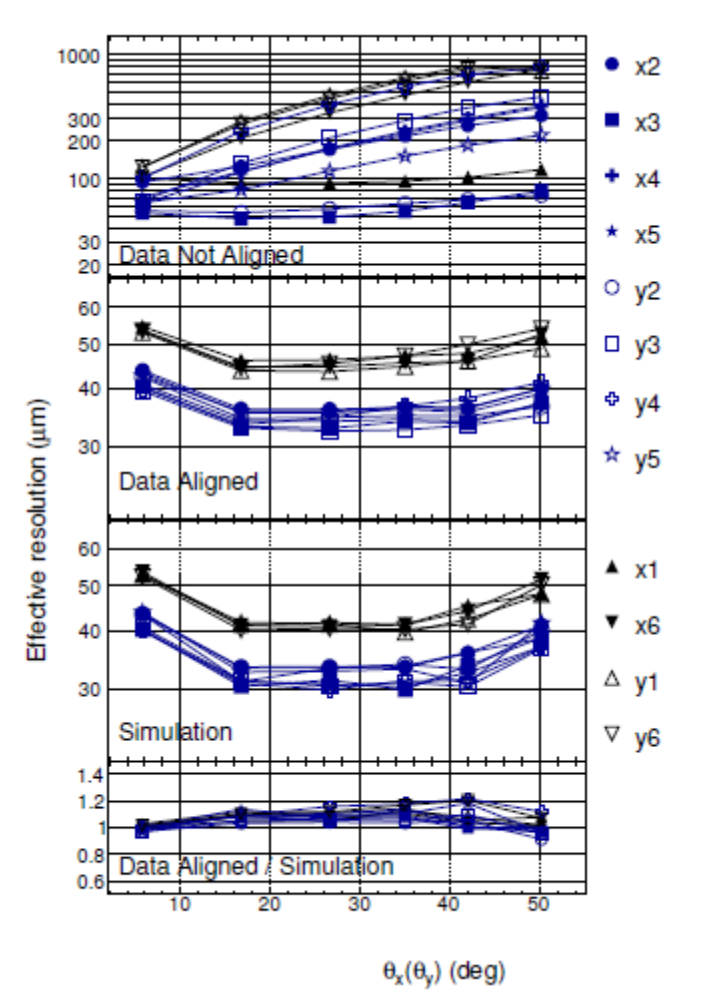 1000
300
200
100
30
20
Data Not Aligned
60
50
40
30
Data Aligned
60
50
40
30
Simulation
1.4
1.2
1
0.8
0.6
Data Aligned / Simulation
10 20 30 40 50
θx(θy) (deg)
Effective resolution (μm)
x2
x3
x4
x5
y2
y3
y4
y5
x1
x6
y1
y6